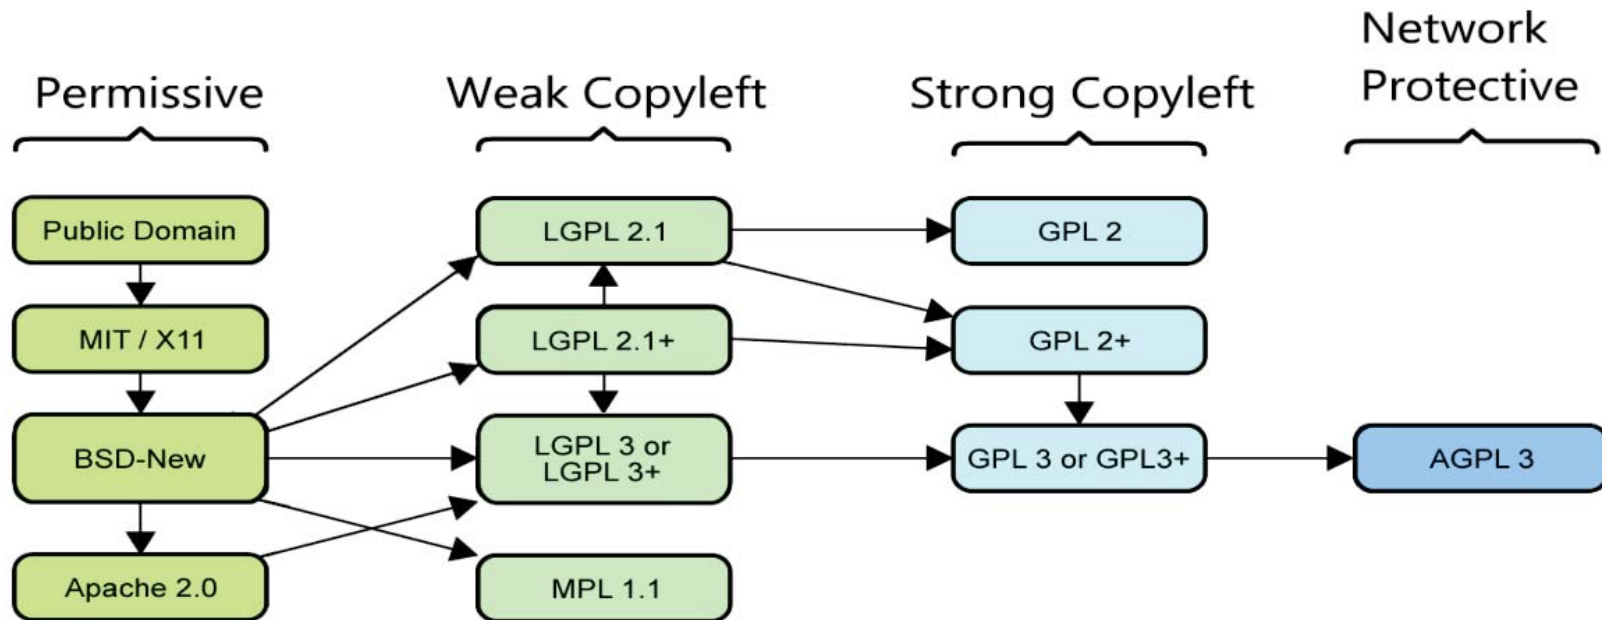 Permissive
Weak Copyleft
Strong Copyleft
Network
Protective
Public Domain
LGPL 2.1
GPL 2
MIT / X11
LGPL 2.1+
GPL 2+
BSD-New
LGPL 3 or
LGPL 3+
GPL 3 or GPL3+
AGPL 3
Apache 2.0
MPL 1.1